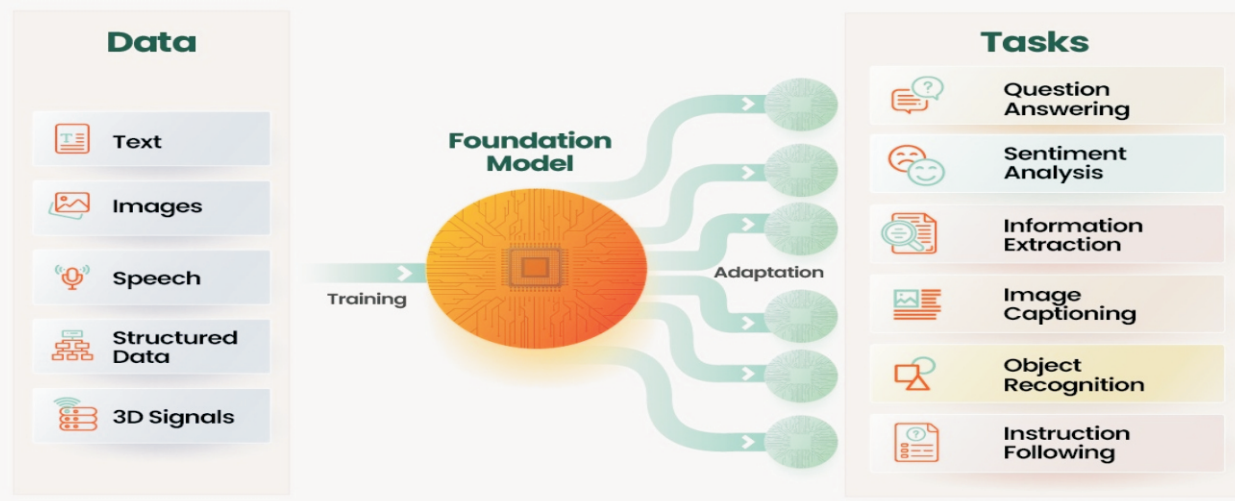 Data
Text
Images
Speech
Structured
Data
3D Signals
Training
Foundation
Model
Adaptation
Tasks
Question
Answering
Sentiment
Analysis
Information
Extraction
Image
Captioning
Object
Recognition
Instruction
Following